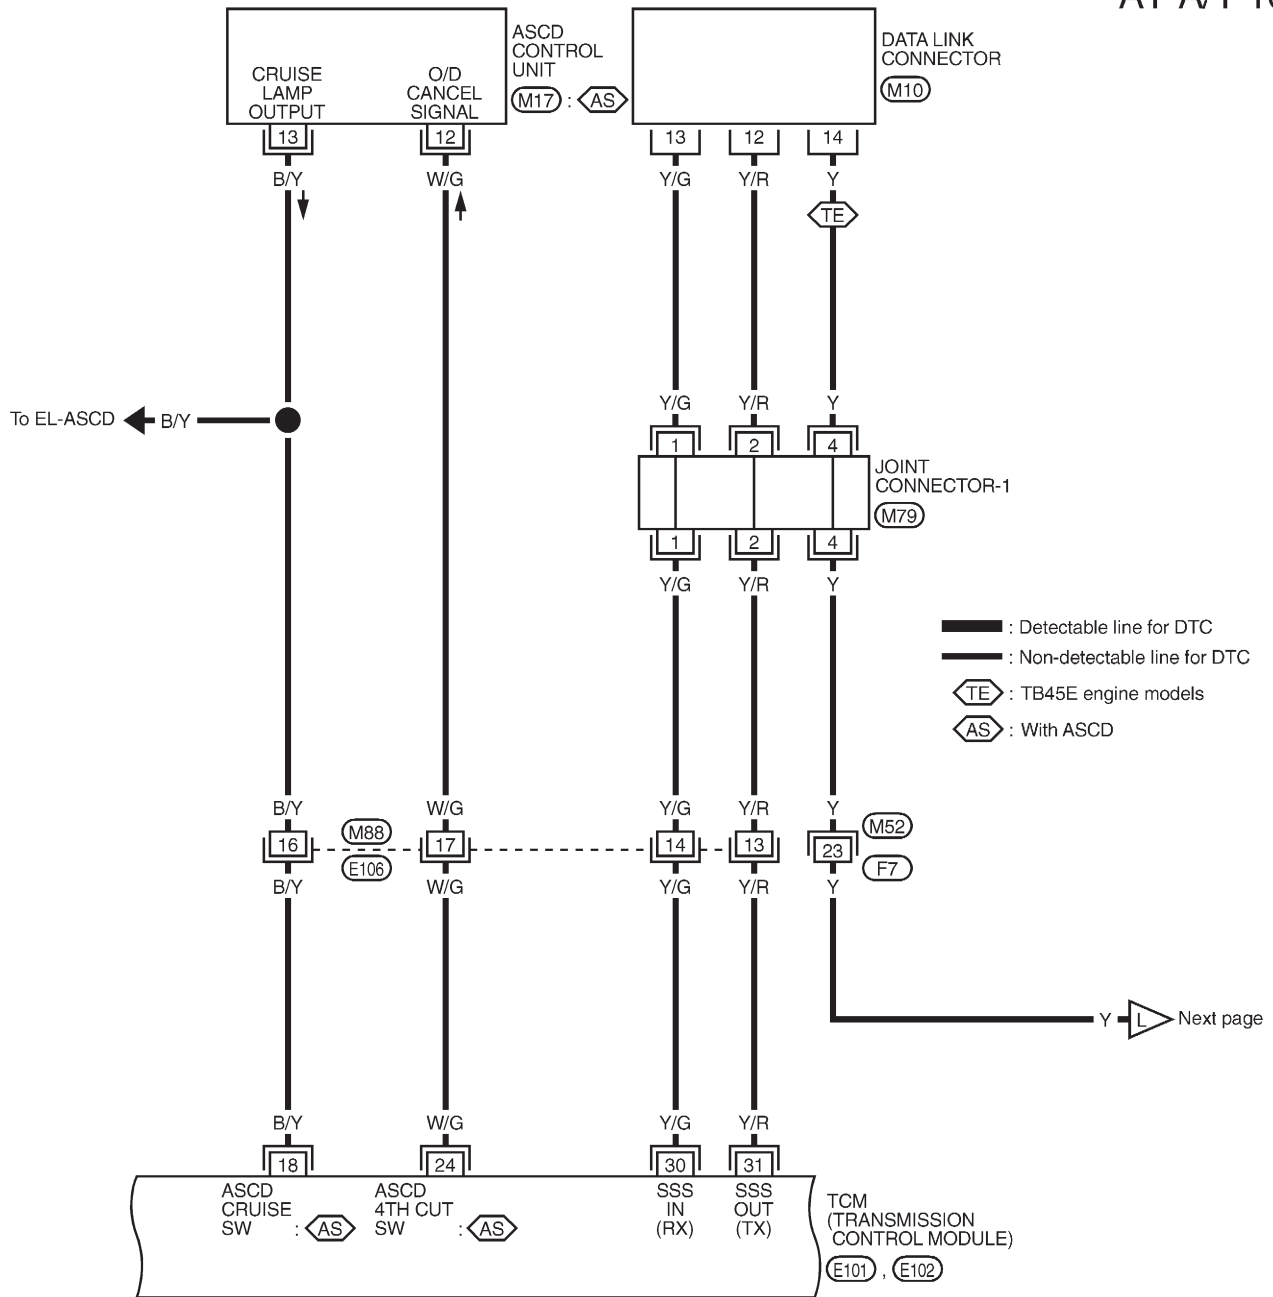 ASCD
CONTROL
UNIT
M17 : AS
CRUISE
LAMP
OUTPUT
O/D
CANCEL
SIGNAL
DATA LINK
CONNECTOR
M10
13 12 13 12 14
B/Y W/G Y/G Y/R Y
TE
To EL-ASCD B/Y
Y/G Y/R Y
1 2 4
JOINT
CONNECTOR-1
M79
1 2 4
Y/G Y/R Y
: Detectable line for DTC
: Non-detectable line for DTC
TE : TB45E engine models
AS : With ASCD
B/Y W/G Y/G Y/R Y
16 M88 17 14 13 23 M52
E106 F7
B/Y W/G Y/G Y/R Y
Y L Next page
B/Y W/G Y/G Y/R
18 24 30 31
ASCD
CRUISE
SW : AS
ASCD
4TH CUT
SW : AS
SSS
IN
(RX)
SSS
OUT
(TX)
TCM
(TRANSMISSION
CONTROL MODULE)
E101 , E102